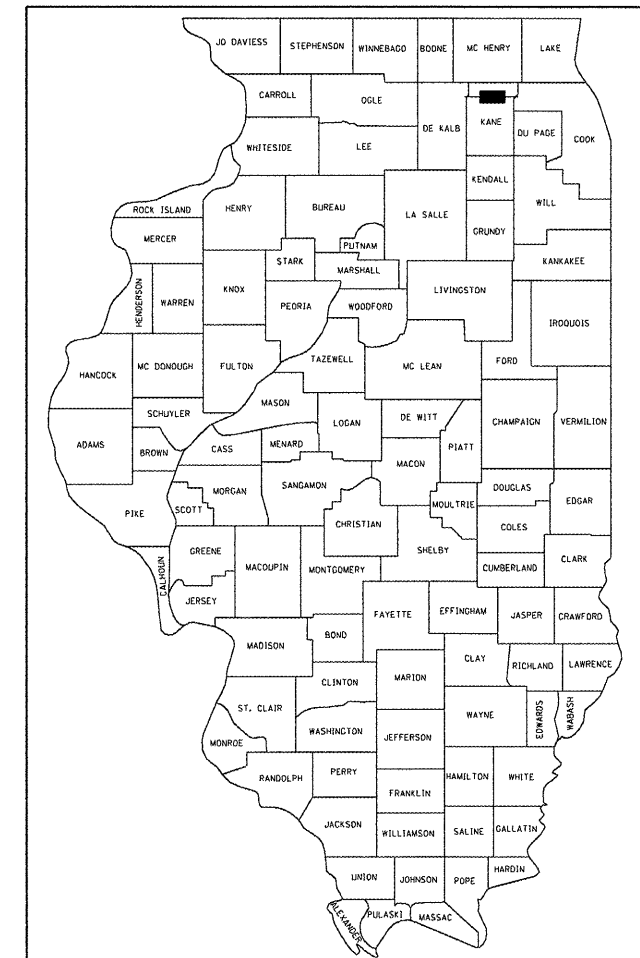 JO DAVIESS
STEPHENSON
WINNEBAGO
BOONE
MC HENRY
LAKE
CARROLL
OGLE
DE KALB
KANE
DU PAGE
COOK
WHITESIDE
LEE
KENDALL
WILL
ROCK ISLAND
HENRY
BUREAU
LA SALLE
GRUNDY
MERCER
PUTNAM
STARK
MARSHALL
KANKAKEE
HENDERSON
WARREN
KNOX
PEORIA
WOODFORD
LIVINGSTON
IROQUOIS
HANCOCK
MC DONOUGH
FULTON
TAZEWELL
MC LEAN
FORD
SCHUYLER
MASON
LOGAN
DE WITT
CHAMPAIGN
VERMILION
ADAMS
BROWN
CASS
MENARD
PIATT
MACON
PIKE
SCOTT
MORGAN
SANGAMON
CHRISTIAN
MOULTRIE
DOUGLAS
EDGAR
COLES
CALHOUN
GREENE
MACOUPIN
MONTGOMERY
SHELBY
CUMBERLAND
CLARK
JERSEY
FAYETTE
EFFINGHAM
JASPER
CRAWFORD
MADISON
BOND
CLAY
RICHLAND
LAWRENCE
CLINTON
MARION
ST. CLAIR
WAYNE
EDWARDS
WABASH
MONROE
WASHINGTON
JEFFERSON
RANDOLPH
PERRY
HAMILTON
WHITE
FRANKLIN
JACKSON
WILLIAMSON
SALINE
GALLATIN
UNION
JOHNSON
POPE
HARDIN
ALEXANDER
PULASKI
MASSAC